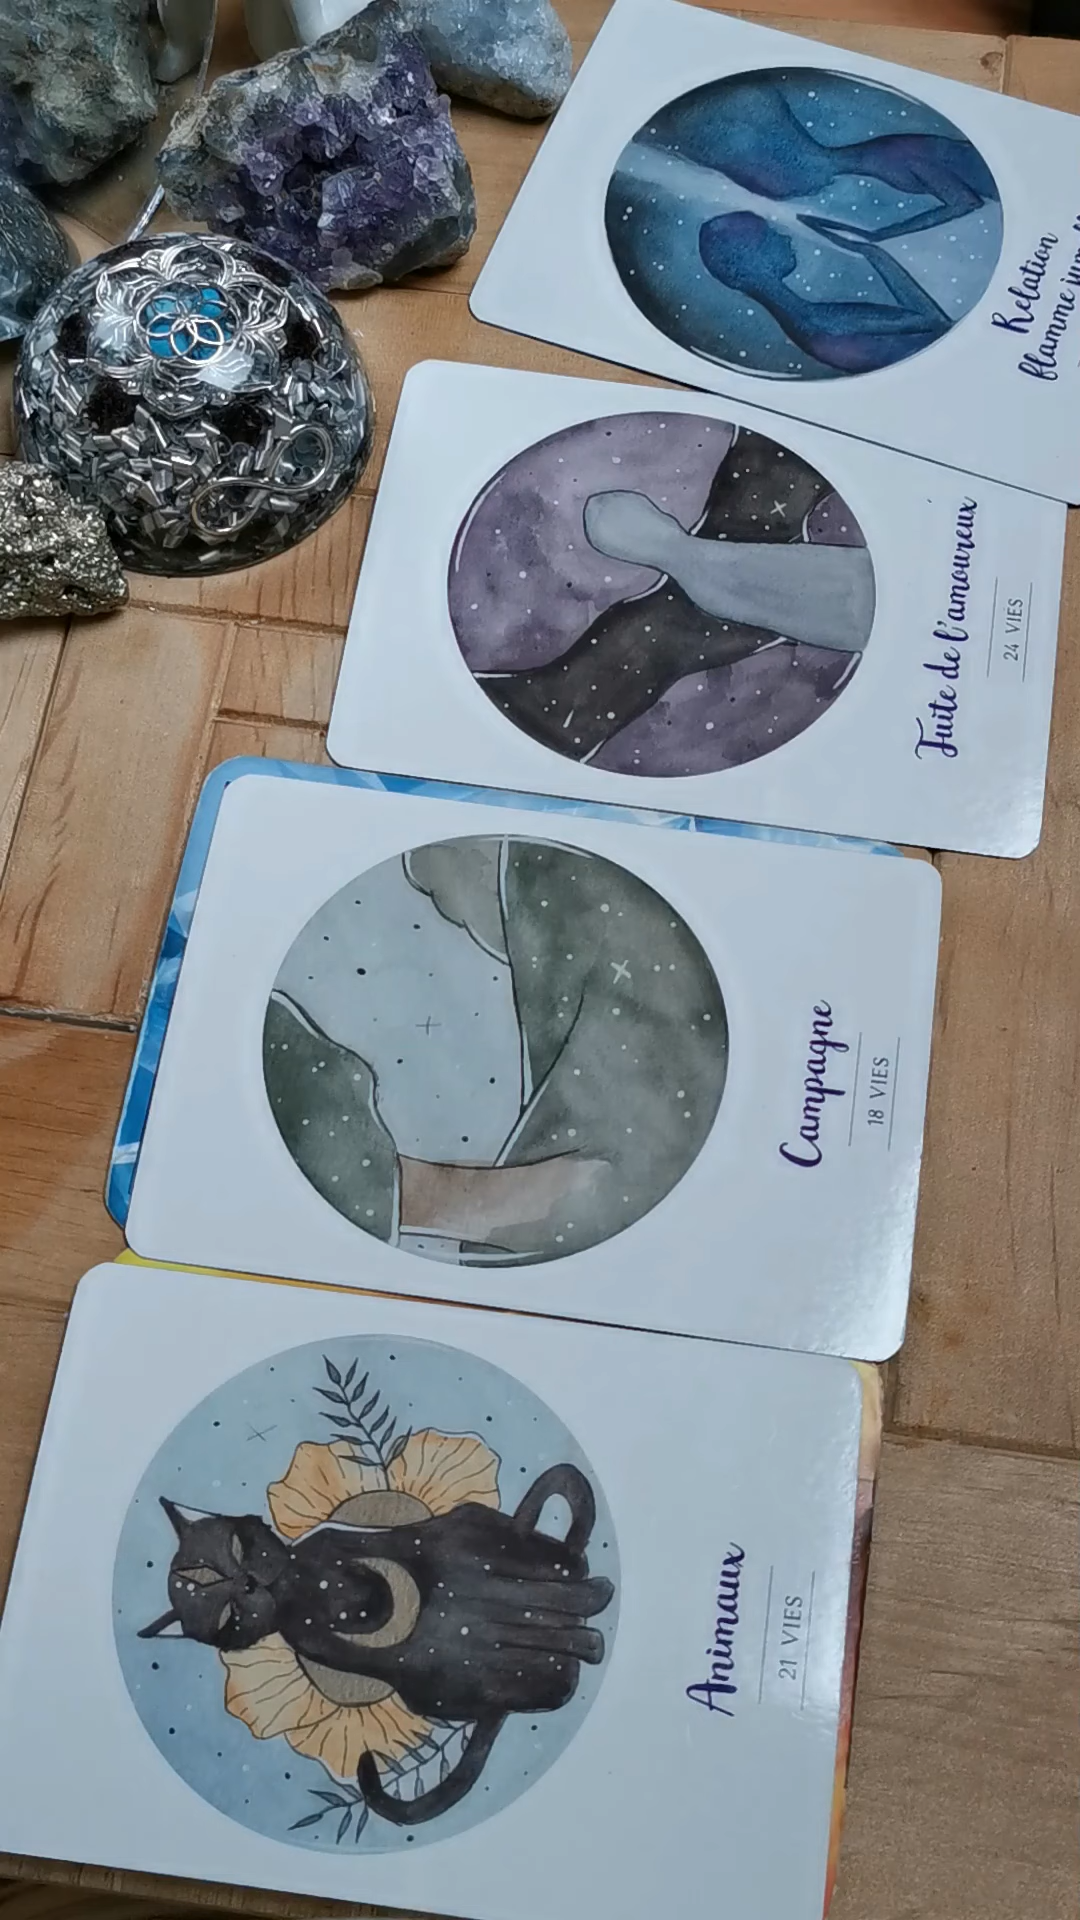 Relation
flamme
Fuite de l'amoureux
24 VIES
Campagne
18 VIES
Animaux
21 VIES